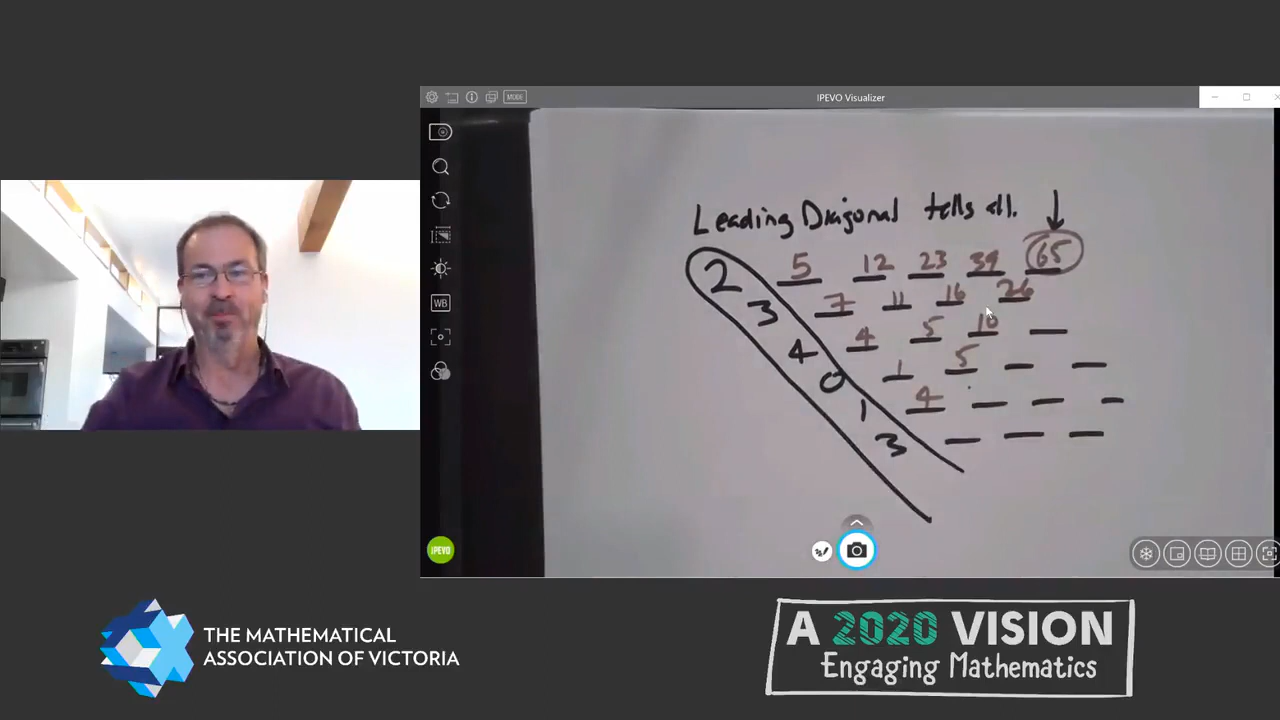 MODE
IPEVO Visualizer
WB
Leading Diagonal tells all.
2 5 12 23 39 65
3 7 11 16 26
4 4 5 10
0 1 5
1 4
3
iPEVO
THE MATHEMATICAL
ASSOCIATION OF VICTORIA
A 2020 VISION
Engaging Mathematics